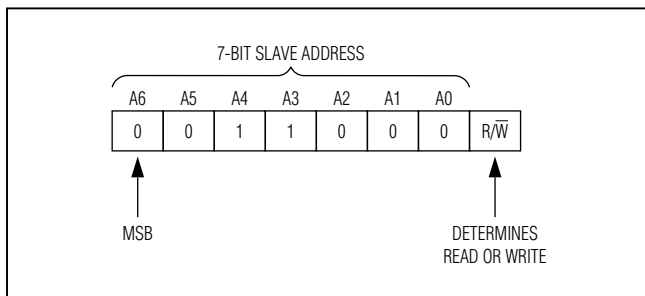 7-BIT SLAVE ADDRESS
A6 A5 A4 A3 A2 A1 A0
0 0 1 1 0 0 0 R/W̅
MSB
DETERMINES
READ OR WRITE